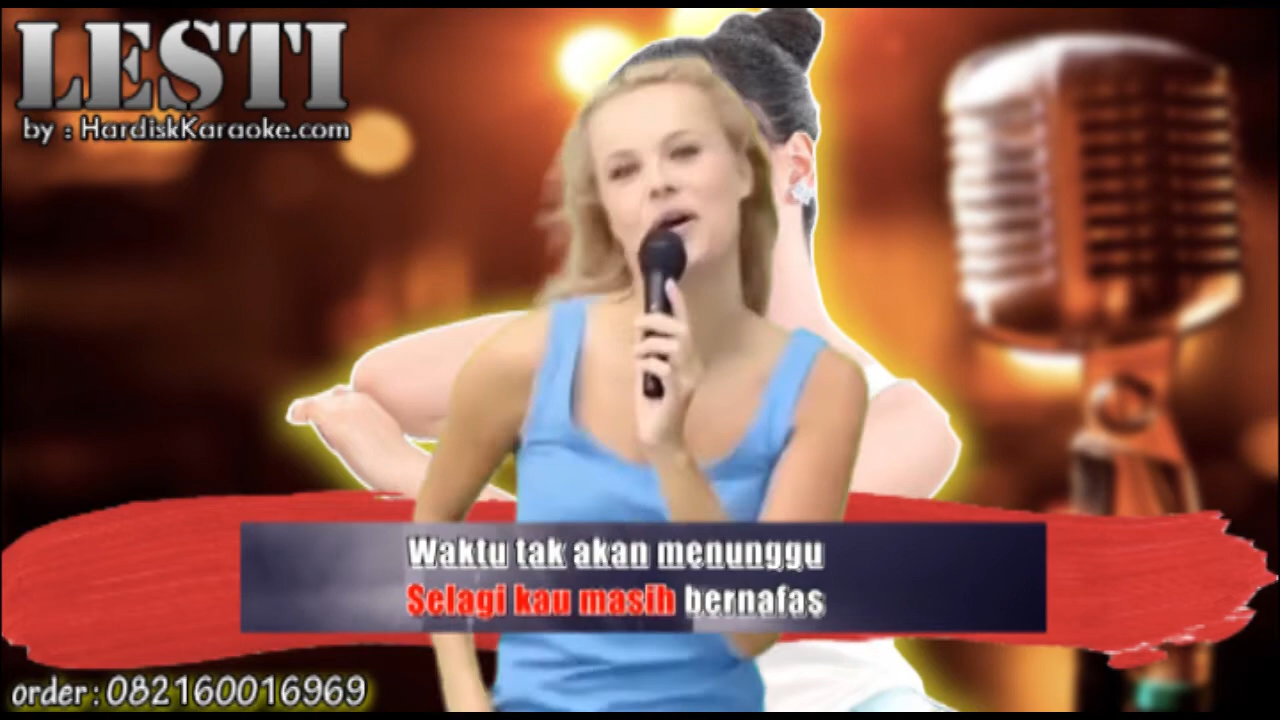 LESTI
by : HardiskKaraoke.com
Waktu tak akan menunggu
Selagi kau masih bernafas
order : 082160016969